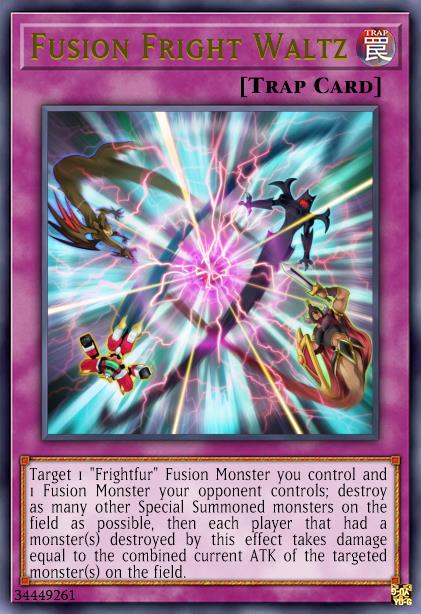 Fusion Fright Waltz
TRAP
罠
[Trap Card]
Target 1 "Frightfur" Fusion Monster you control and
1 Fusion Monster your opponent controls; destroy
as many other Special Summoned monsters on the
field as possible, then each player that had a
monster(s) destroyed by this effect takes damage
equal to the combined current ATK of the targeted
monster(s) on the field.
34449261